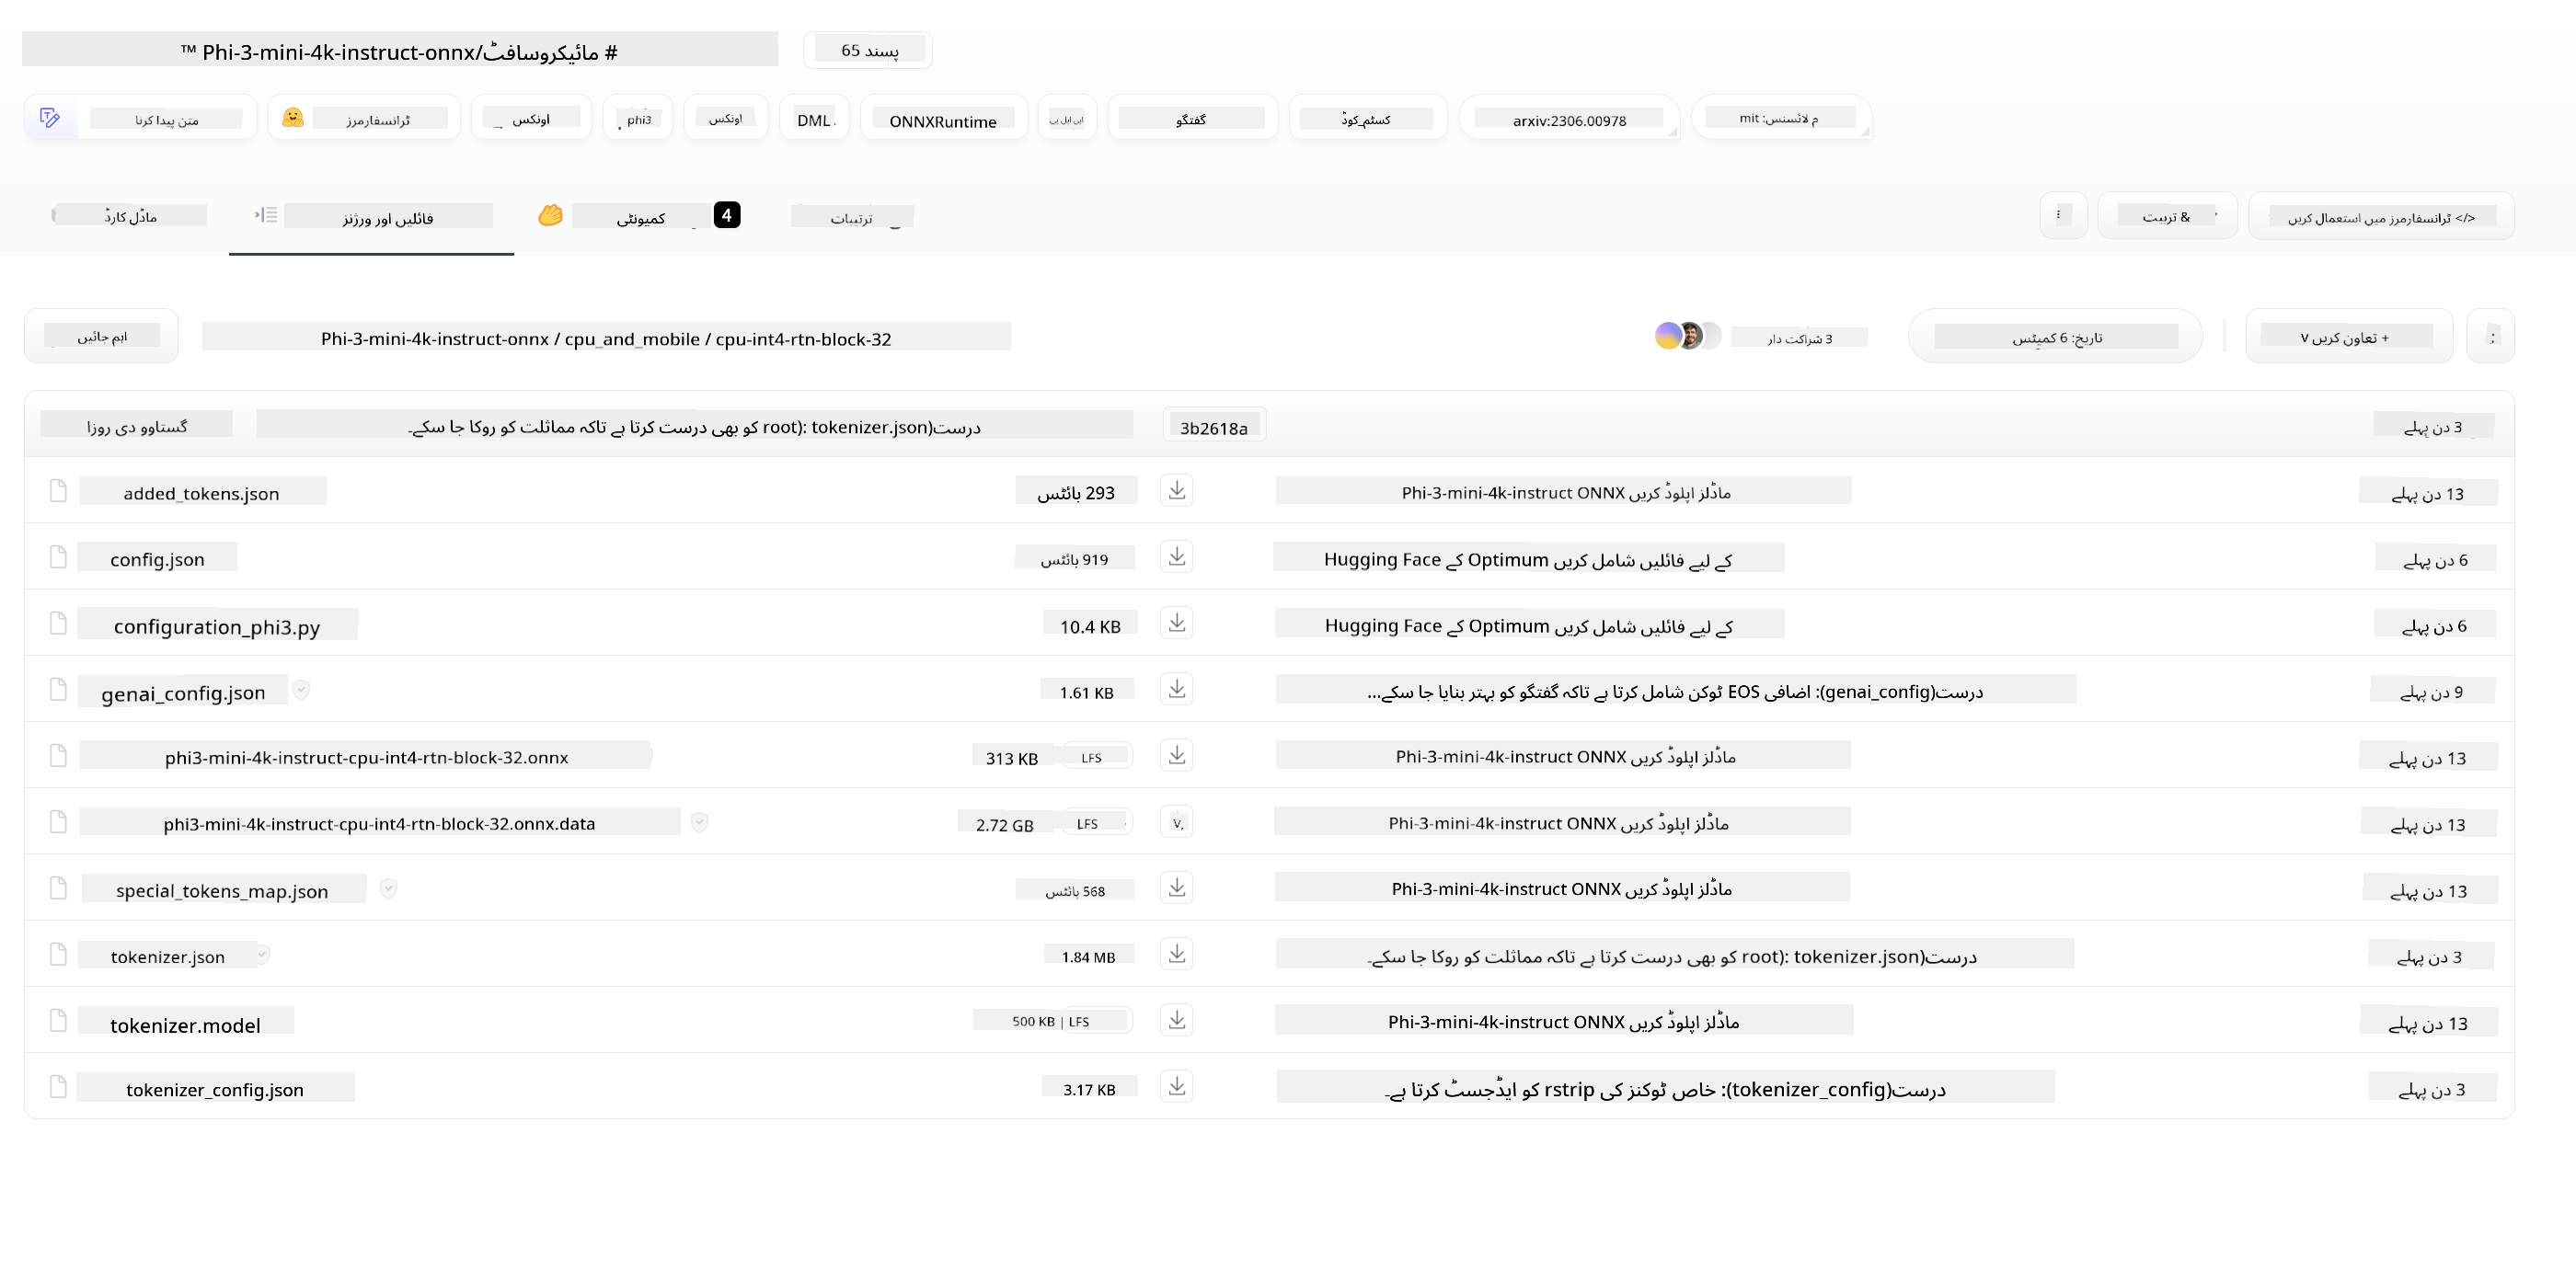 # مائیکروسافٹ/Phi-3-mini-4k-instruct-onnx ™ پسند 65
متن پیدا کرنا ٹرانسفارمرز اونکس phi3 اونکس DML ONNXRuntime این ایل پی گفتگو کسٹم_کوڈ arxiv:2306.00978 م لائسنس: mit
ماڈل کارڈ فائلیں اور ورژنز کمیونٹی 4 ترتیبات ⁝ & تربیت </> ٹرانسفارمرز میں استعمال کریں
اہم جائیں Phi-3-mini-4k-instruct-onnx / cpu_and_mobile / cpu-int4-rtn-block-32 3 شراکت دار تاریخ: 6 کمیٹس + تعاون کریں v
گستاوو دی روزا درست(root: tokenizer.json) کو بھی درست کرتا ہے تاکہ مماثلت کو روکا جا سکے۔ 3b2618a 3 دن پہلے
added_tokens.json 293 بائٹس Phi-3-mini-4k-instruct ONNX ماڈلز اپلوڈ کریں 13 دن پہلے
config.json 919 بائٹس Hugging Face کے Optimum کے لیے فائلیں شامل کریں 6 دن پہلے
configuration_phi3.py 10.4 KB Hugging Face کے Optimum کے لیے فائلیں شامل کریں 6 دن پہلے
genai_config.json 1.61 KB درست(genai_config): اضافی EOS ٹوکن شامل کرتا ہے تاکہ گفتگو کو بہتر بنایا جا سکے... 9 دن پہلے
phi3-mini-4k-instruct-cpu-int4-rtn-block-32.onnx 313 KB LFS Phi-3-mini-4k-instruct ONNX ماڈلز اپلوڈ کریں 13 دن پہلے
phi3-mini-4k-instruct-cpu-int4-rtn-block-32.onnx.data 2.72 GB LFS V, Phi-3-mini-4k-instruct ONNX ماڈلز اپلوڈ کریں 13 دن پہلے
special_tokens_map.json 568 بائٹس Phi-3-mini-4k-instruct ONNX ماڈلز اپلوڈ کریں 13 دن پہلے
tokenizer.json 1.84 MB درست(root: tokenizer.json) کو بھی درست کرتا ہے تاکہ مماثلت کو روکا جا سکے۔ 3 دن پہلے
tokenizer.model 500 KB | LFS Phi-3-mini-4k-instruct ONNX ماڈلز اپلوڈ کریں 13 دن پہلے
tokenizer_config.json 3.17 KB درست(tokenizer_config): خاص ٹوکنز کی rstrip کو ایڈجسٹ کرتا ہے۔ 3 دن پہلے